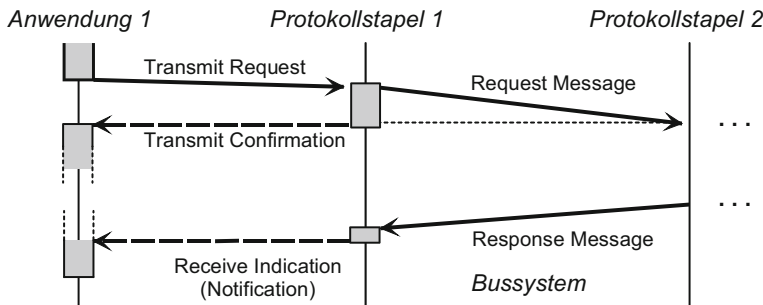 Anwendung 1
Protokollstapel 1
Protokollstapel 2
Transmit Request
Request Message
Transmit Confirmation
. . .
. . .
Response Message
Receive Indication
(Notification)
Bussystem